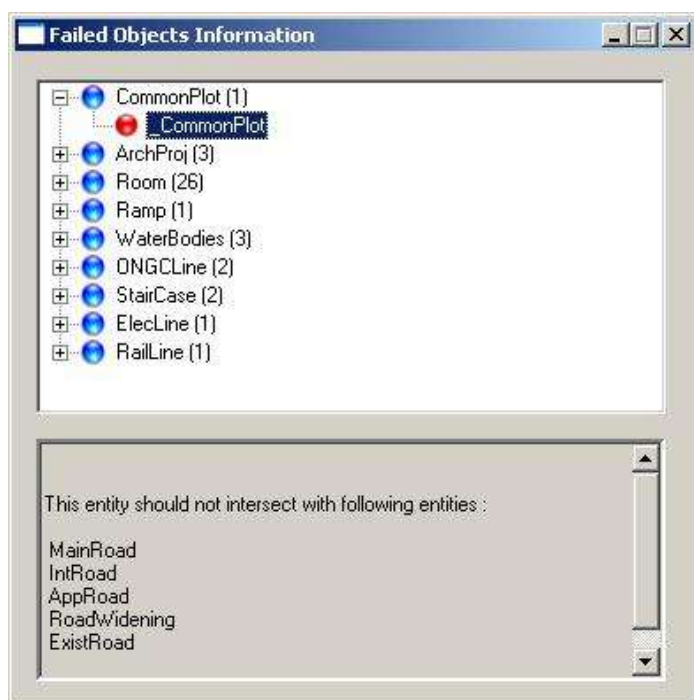 Failed Objects Information
CommonPlot (1)
_CommonPlot
ArchProj (3)
Room (26)
Ramp (1)
WaterBodies (3)
ONGCLine (2)
StairCase (2)
ElecLine (1)
RailLine (1)
This entity should not intersect with following entities :
MainRoad
IntRoad
AppRoad
RoadWidening
ExistRoad